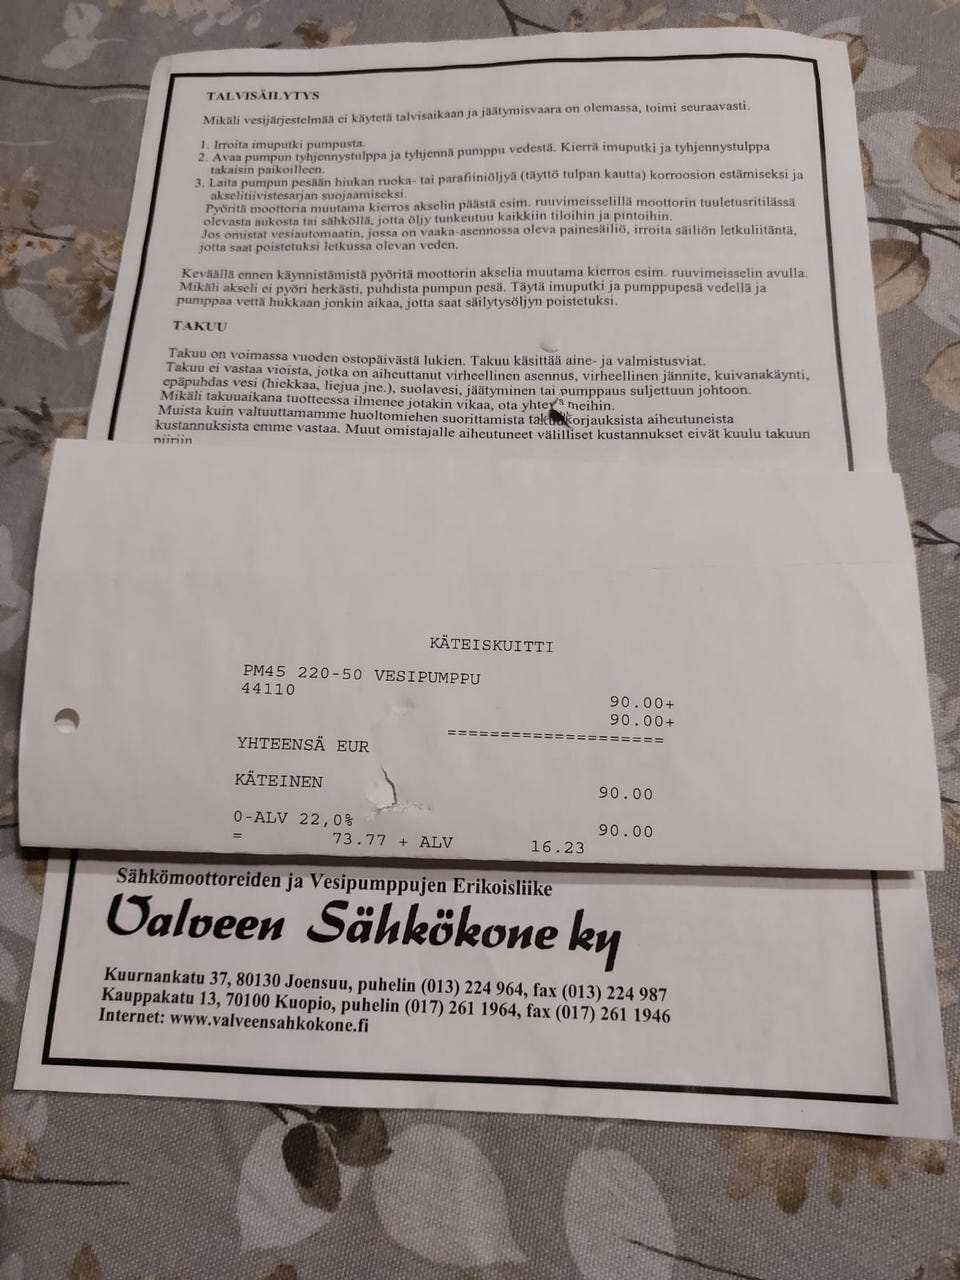 TALVISÄILYTYS
Mikäli vesijärjestelmää ei käytetä talvisaikaan ja jäätymisvaara on olemassa, toimi seuraavasti.
1. Irroita imuputki pumpusta.
2. Avaa pumpun tyhjennystulppa ja tyhjennä pumppu vedestä. Kierrä imuputki ja tyhjennystulppa
takaisin paikoilleen.
3. Laita pumpun pesään hiukan ruoka- tai parafiiniöljyä (täyttö tulpan kautta) korroosion estämiseksi ja
akselitiivistesarjan suojaamiseksi.
Pyöritä moottoria muutama kierros akselin päästä esim. ruuvimeisselillä moottorin tuuletusritilässä
olevasta aukosta tai sähköllä, jotta öljy tunkeutuu kaikkiin tiloihin ja pintoihin.
Jos omistat vesiautomaatin, jossa on vaaka-asennossa oleva painesäiliö, irroita säiliön letkuliitäntä,
jotta saat poistetuksi letkussa olevan veden.
Keväällä ennen käynnistämistä pyöritä moottorin akselia muutama kierros esim. ruuvimeisselin avulla.
Mikäli akseli ei pyöri herkästi, puhdista pumpun pesä. Täytä imuputki ja pumppupesä vedellä ja
pumppaa vettä hukkaan jonkin aikaa, jotta saat säilytysöljyn poistetuksi.
TAKUU
Takuu on voimassa vuoden ostopäivästä lukien. Takuu käsittää aine- ja valmistusviat.
Takuu ei vastaa vioista, jotka on aiheuttanut virheellinen asennus, virheellinen jännite, kuivanakäynti,
epäpuhdas vesi (hiekkaa, liejua jne.), suolavesi, jäätyminen tai pumppaus suljettuun johtoon.
Mikäli takuuaikana tuotteessa ilmenee jotakin vikaa, ota yhteys meihin.
Muista kuin valtuuttamamme huoltomiehen suorittamista takuukorjauksista aiheutuneista
kustannuksista emme vastaa. Muut omistajalle aiheutuneet välilliset kustannukset eivät kuulu takuun
piiriin
KÄTEISKUITTI
PM45 220-50 VESIPUMPPU
44110
90.00+
90.00+
====================
YHTEENSÄ EUR
90.00
KÄTEINEN
90.00
0-ALV 22,0%
= 73.77 + ALV 16.23
Sähkömoottoreiden ja Vesipumppujen Erikoisliike
Valveen Sähkökone ky
Kuurnankatu 37, 80130 Joensuu, puhelin (013) 224 964, fax (013) 224 987
Kauppakatu 13, 70100 Kuopio, puhelin (017) 261 1964, fax (017) 261 1946
Internet: www.valveensahkokone.fi